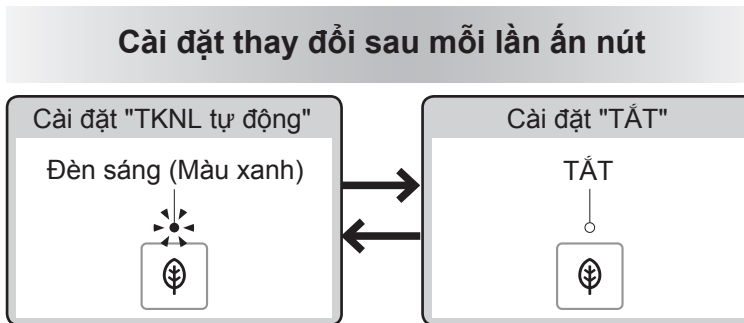 Cài đặt thay đổi sau mỗi lần ấn nút
Cài đặt "TKNL tự động"
Đèn sáng (Màu xanh)
Cài đặt "TẮT"
TẮT